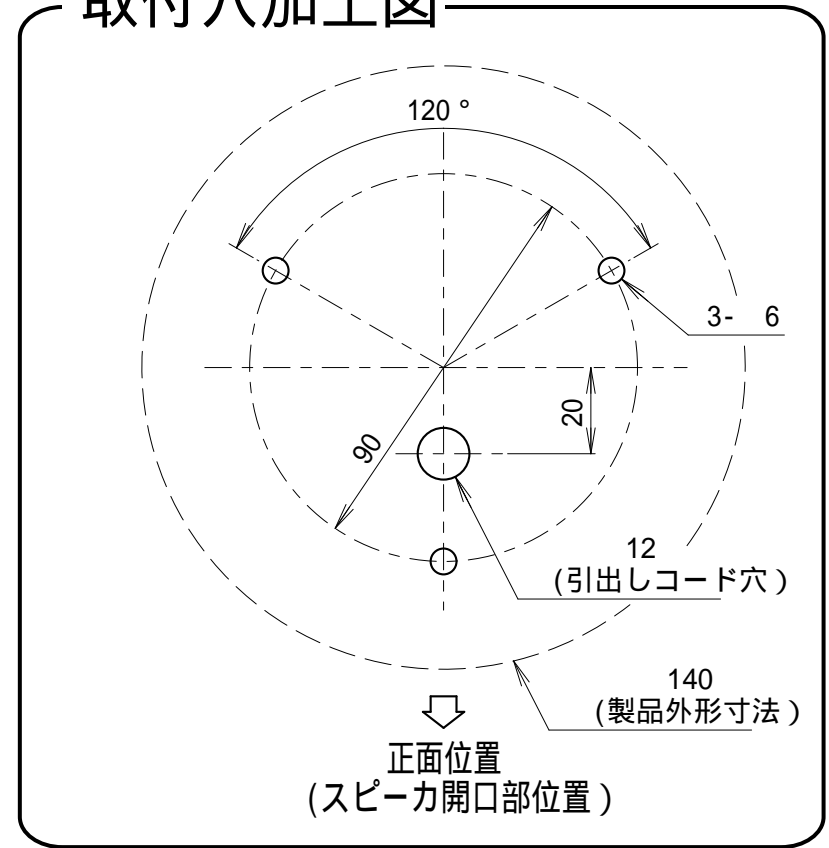 取付穴加工図
120 °
3- 6
20
90
12
(引出しコード穴 )
140
(製品外形寸法 )
正面位置
(スピーカ開口部位置 )